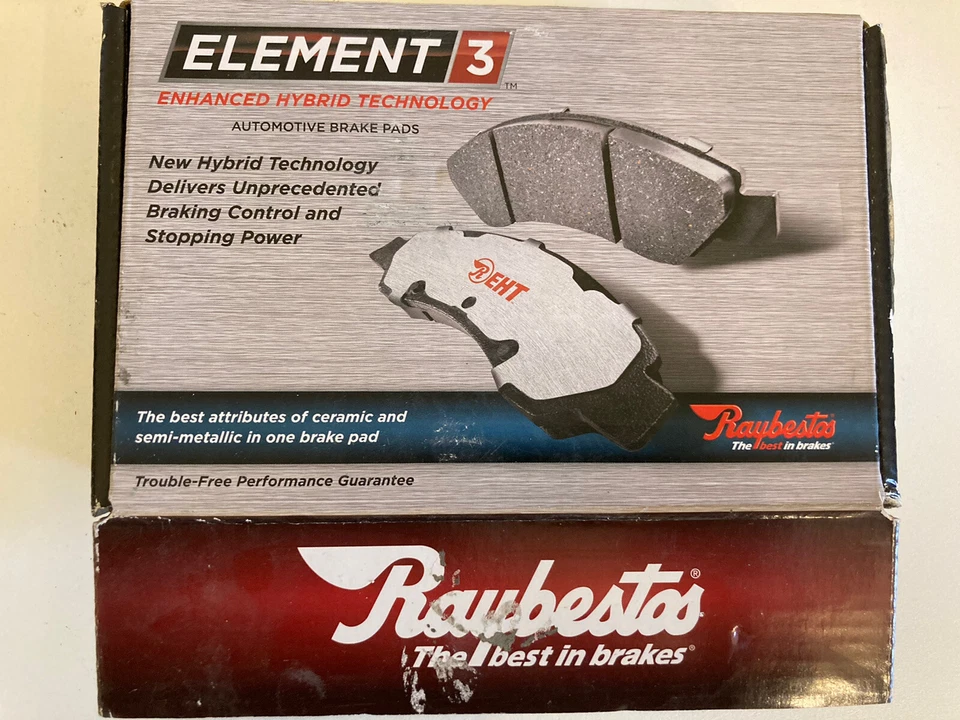 ELEMENT 3™
ENHANCED HYBRID TECHNOLOGY
AUTOMOTIVE BRAKE PADS
New Hybrid Technology
Delivers Unprecedented
Braking Control and
Stopping Power
R EHT
The best attributes of ceramic and
semi-metallic in one brake pad
Raybestos®
The best in brakes®
Trouble-Free Performance Guarantee
Raybestos®
The best in brakes®